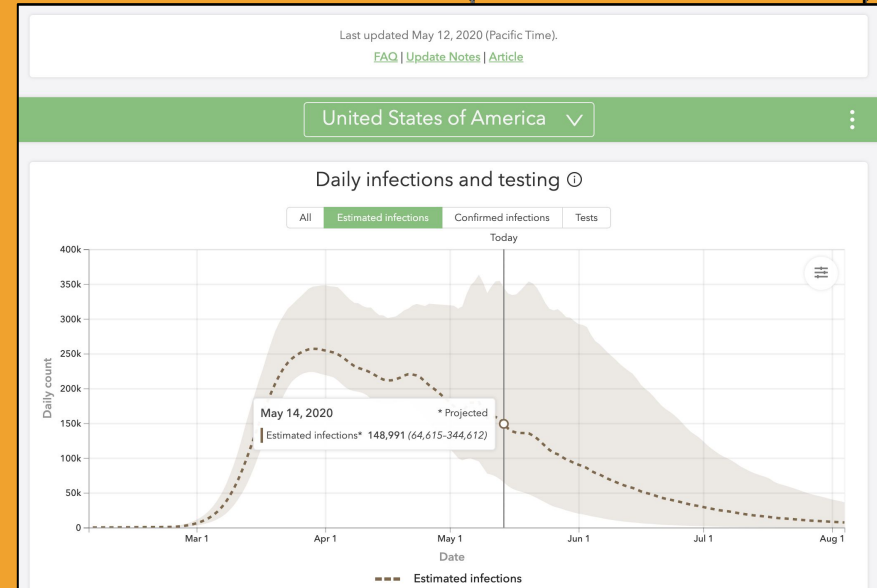 Last updated May 12, 2020 (Pacific Time).
FAQ | Update Notes | Article
United States of America
Daily infections and testing
All Estimated infections Confirmed infections Tests
Today
400k
350k
300k
250k
200k
150k
100k
50k
0
Daily count
May 14, 2020 * Projected
Estimated infections* 148,991 (64,615–344,612)
Mar 1 Apr 1 May 1 Jun 1 Jul 1 Aug 1
Date
Estimated infections